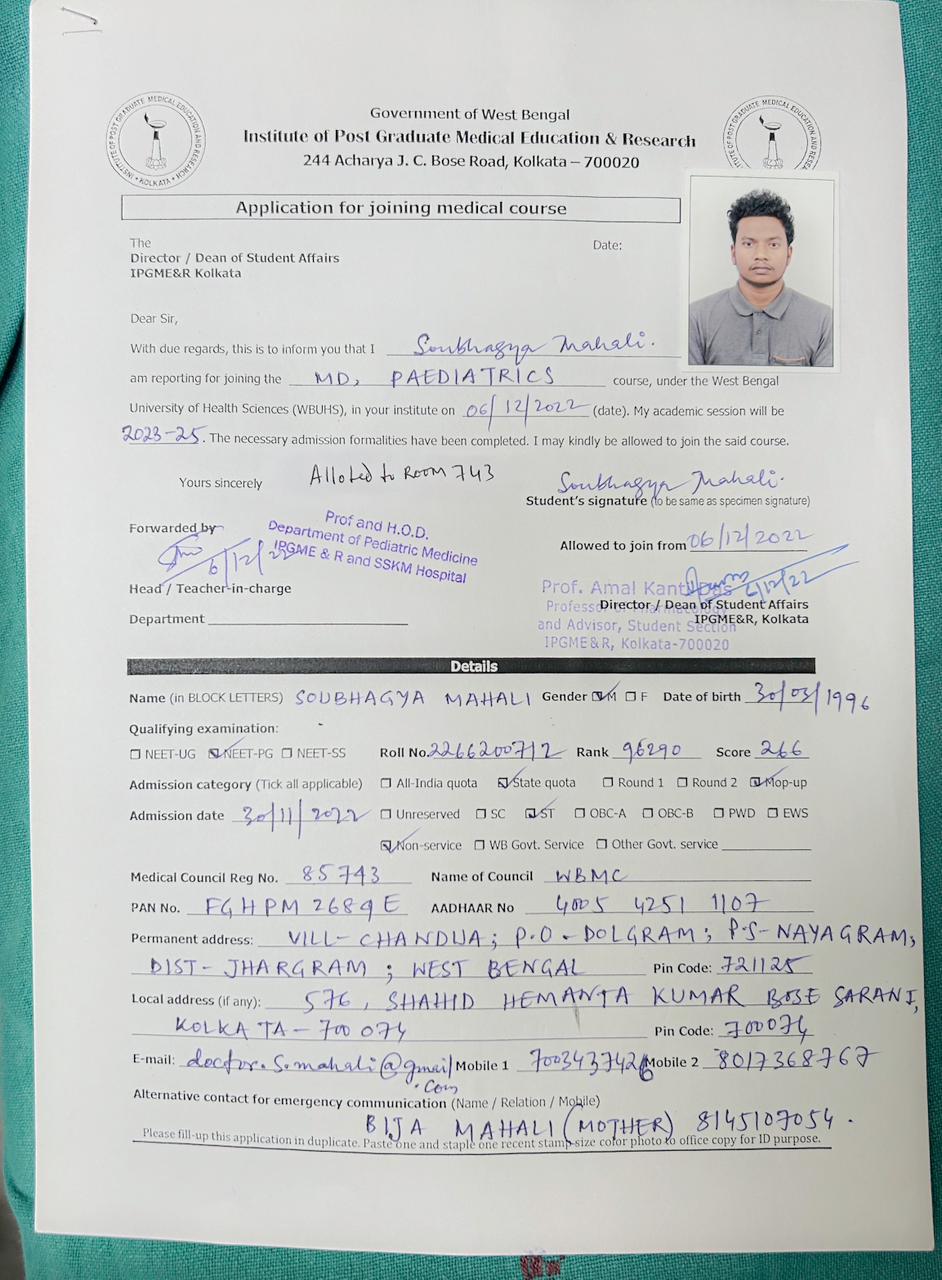 Government of West Bengal
Institute of Post Graduate Medical Education & Research
244 Acharya J. C. Bose Road, Kolkata – 700020
INSTITUTE OF POST GRADUATE MEDICAL EDUCATION AND RESEARCH • KOLKATA •
Application for joining medical course
The Date:
Director / Dean of Student Affairs
IPGME&R Kolkata
Dear Sir,
With due regards, this is to inform you that I Soubhagya Mahali.
am reporting for joining the MD, PAEDIATRICS course, under the West Bengal
University of Health Sciences (WBUHS), in your institute on 06/12/2022 (date). My academic session will be
2023-25. The necessary admission formalities have been completed. I may kindly be allowed to join the said course.
Yours sincerely Alloted to Room 743 Soubhagya Mahali.
Student's signature (to be same as specimen signature)
Forwarded by Prof and H.O.D.
Department of Pediatric Medicine
IPGME & R and SSKM Hospital
6/12/22
Allowed to join from 06/12/2022
Head / Teacher-in-charge
Prof. Amal Kanti Das 6/12/22
Director / Dean of Student Affairs
Professor of Pharmacology
Department IPGME&R, Kolkata
and Advisor, Student Section
IPGME&R, Kolkata-700020
Details
Name (in BLOCK LETTERS) SOUBHAGYA MAHALI Gender ☑ M ☐ F Date of birth 30/03/1996
Qualifying examination:
☐ NEET-UG ☑ NEET-PG ☐ NEET-SS Roll No. 2266200712 Rank 96290 Score 266
Admission category (Tick all applicable) ☐ All-India quota ☑ State quota ☐ Round 1 ☐ Round 2 ☑ Mop-up
Admission date 30/11/2022 ☐ Unreserved ☐ SC ☑ ST ☐ OBC-A ☐ OBC-B ☐ PWD ☐ EWS
☑ Non-service ☐ WB Govt. Service ☐ Other Govt. service
Medical Council Reg No. 85743 Name of Council WBMC
PAN No. FGHPM2689E AADHAAR No 4005 4251 1107
Permanent address: VILL- CHANDUA; P.O - DOLGRAM; P.S-NAYAGRAM;
DIST- JHARGRAM; WEST BENGAL Pin Code: 721125
Local address (if any): 576, SHAHID HEMANTA KUMAR BOSE SARANI,
KOLKATA-700074 Pin Code: 700074
E-mail: doctor.s.mahali@gmail.com Mobile 1 7003437426 Mobile 2 8017368767
Alternative contact for emergency communication (Name / Relation / Mobile)
BIJA MAHALI (MOTHER) 8145107054.
Please fill-up this application in duplicate. Paste one and staple one recent stamp-size color photo to office copy for ID purpose.